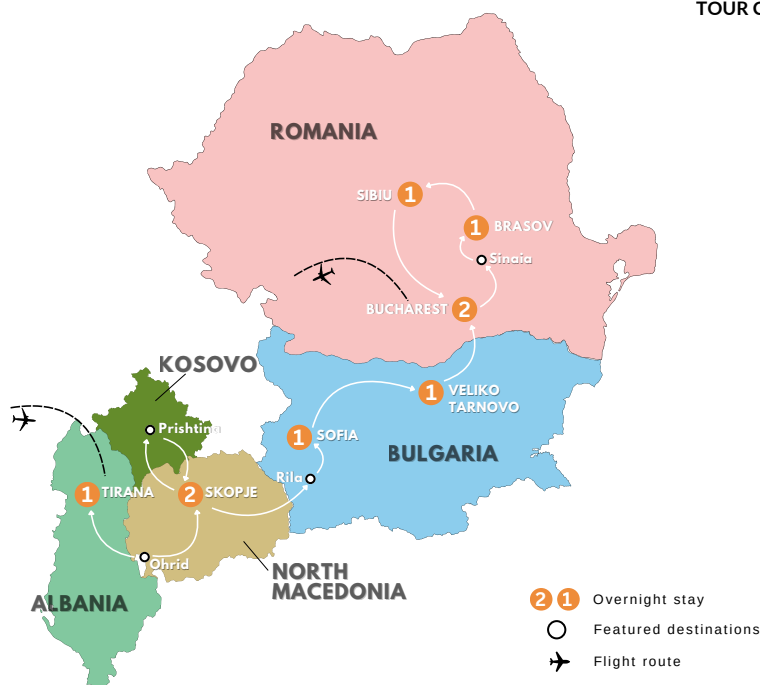 TOUR
ROMANIA
SIBIU 1
1 BRASOV
Sinaia
BUCHAREST 2
KOSOVO
1 VELIKO
TARNOVO
Prishtina
1 SOFIA
BULGARIA
Rila
1 TIRANA
2 SKOPJE
Ohrid
NORTH
MACEDONIA
ALBANIA
2 1 Overnight stay
Featured destinations
Flight route